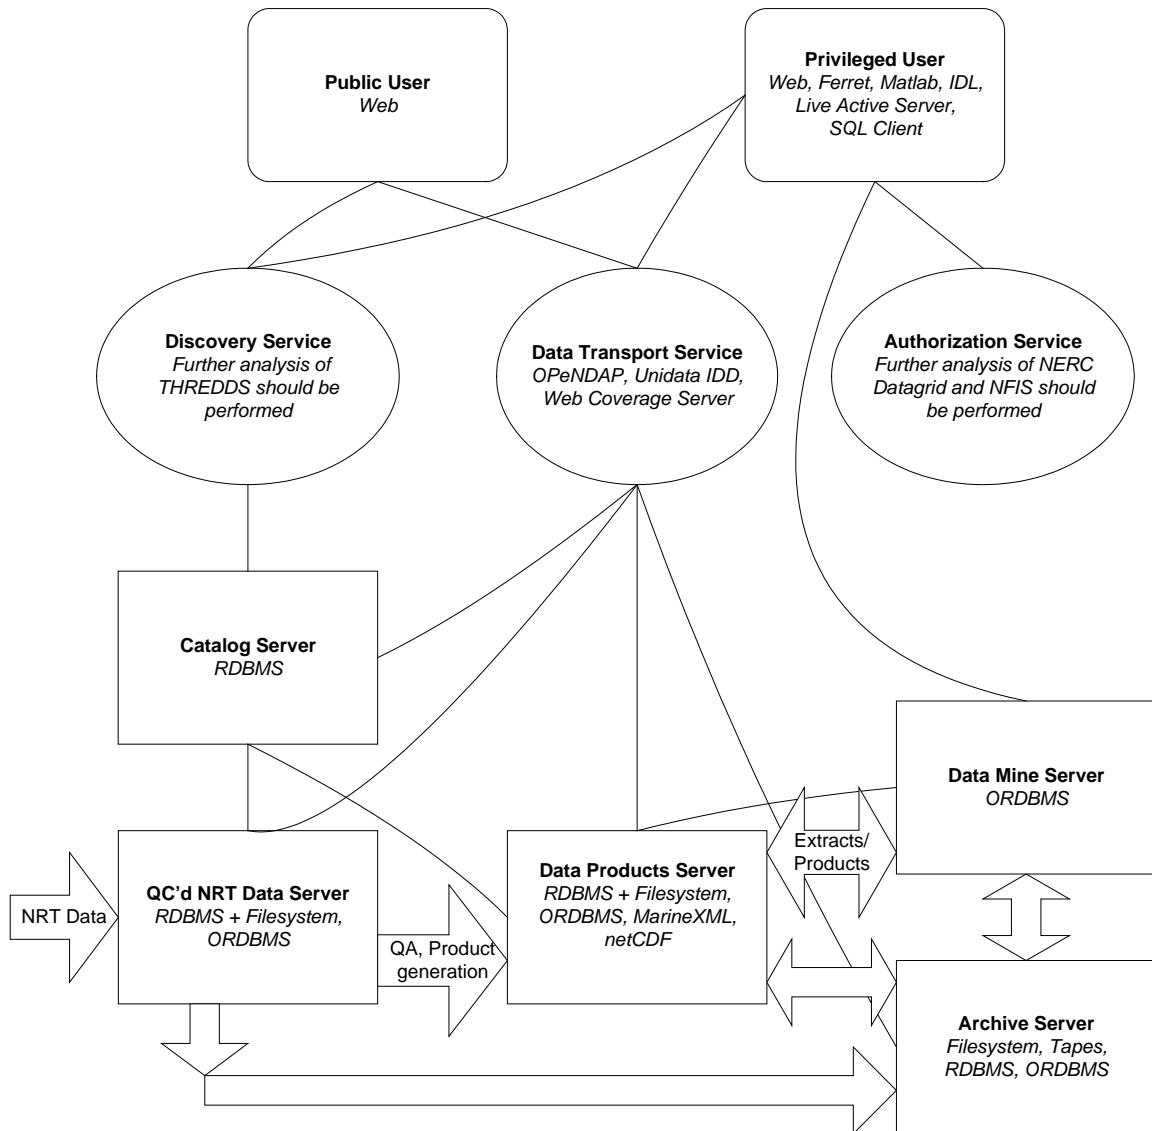 Public User
Web
Privileged User
Web, Ferret, Matlab, IDL,
Live Active Server,
SQL Client
Discovery Service
Further analysis of
THREDDS should be
performed
Data Transport Service
OPeNDAP, Unidata IDD,
Web Coverage Server
Authorization Service
Further analysis of NERC
Datagrid and NFIS should
be performed
Catalog Server
RDBMS
Data Mine Server
ORDBMS
NRT Data
QC'd NRT Data Server
RDBMS + Filesystem,
ORDBMS
QA, Product
generation
Data Products Server
RDBMS + Filesystem,
ORDBMS, MarineXML,
netCDF
Extracts/
Products
Archive Server
Filesystem, Tapes,
RDBMS, ORDBMS